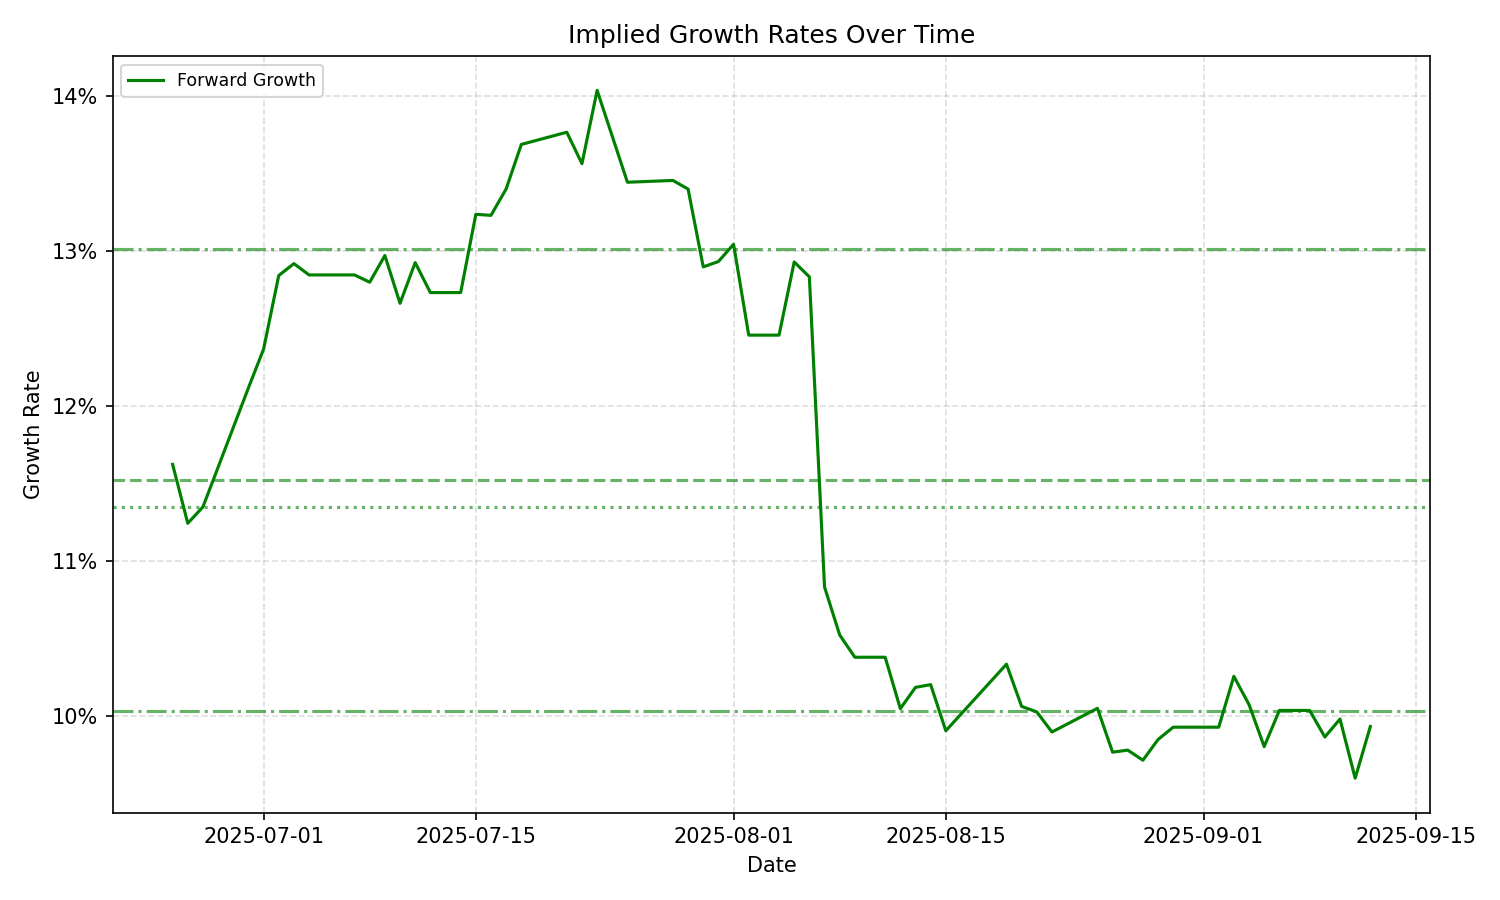 Implied Growth Rates Over Time
Forward Growth
14%
13%
12%
11%
10%
Growth Rate
2025-07-01
2025-07-15
2025-08-01
2025-08-15
2025-09-01
2025-09-15
Date